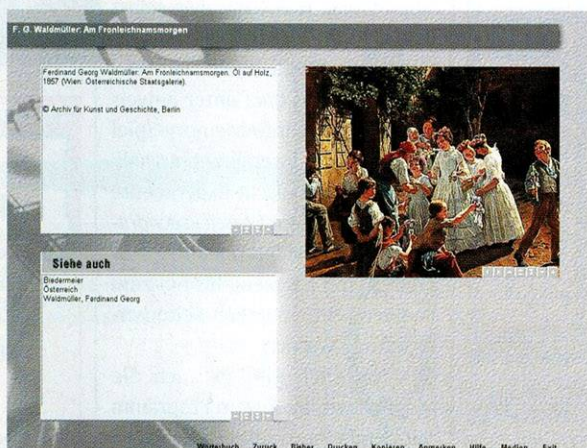 F. G. Waldmüller: Am Fronleichnamsmorgen
Ferdinand Georg Waldmüller: Am Fronleichnamsmorgen. Öl auf Holz,
1857 (Wien: Österreichische Staatsgalerie).
© Archiv für Kunst und Geschichte, Berlin
Siehe auch
Biedermeier
Österreich
Waldmüller, Ferdinand Georg
Wörterbuch Zurück Bisher Drucken Kopieren Anmerken Hilfe Medien Exit